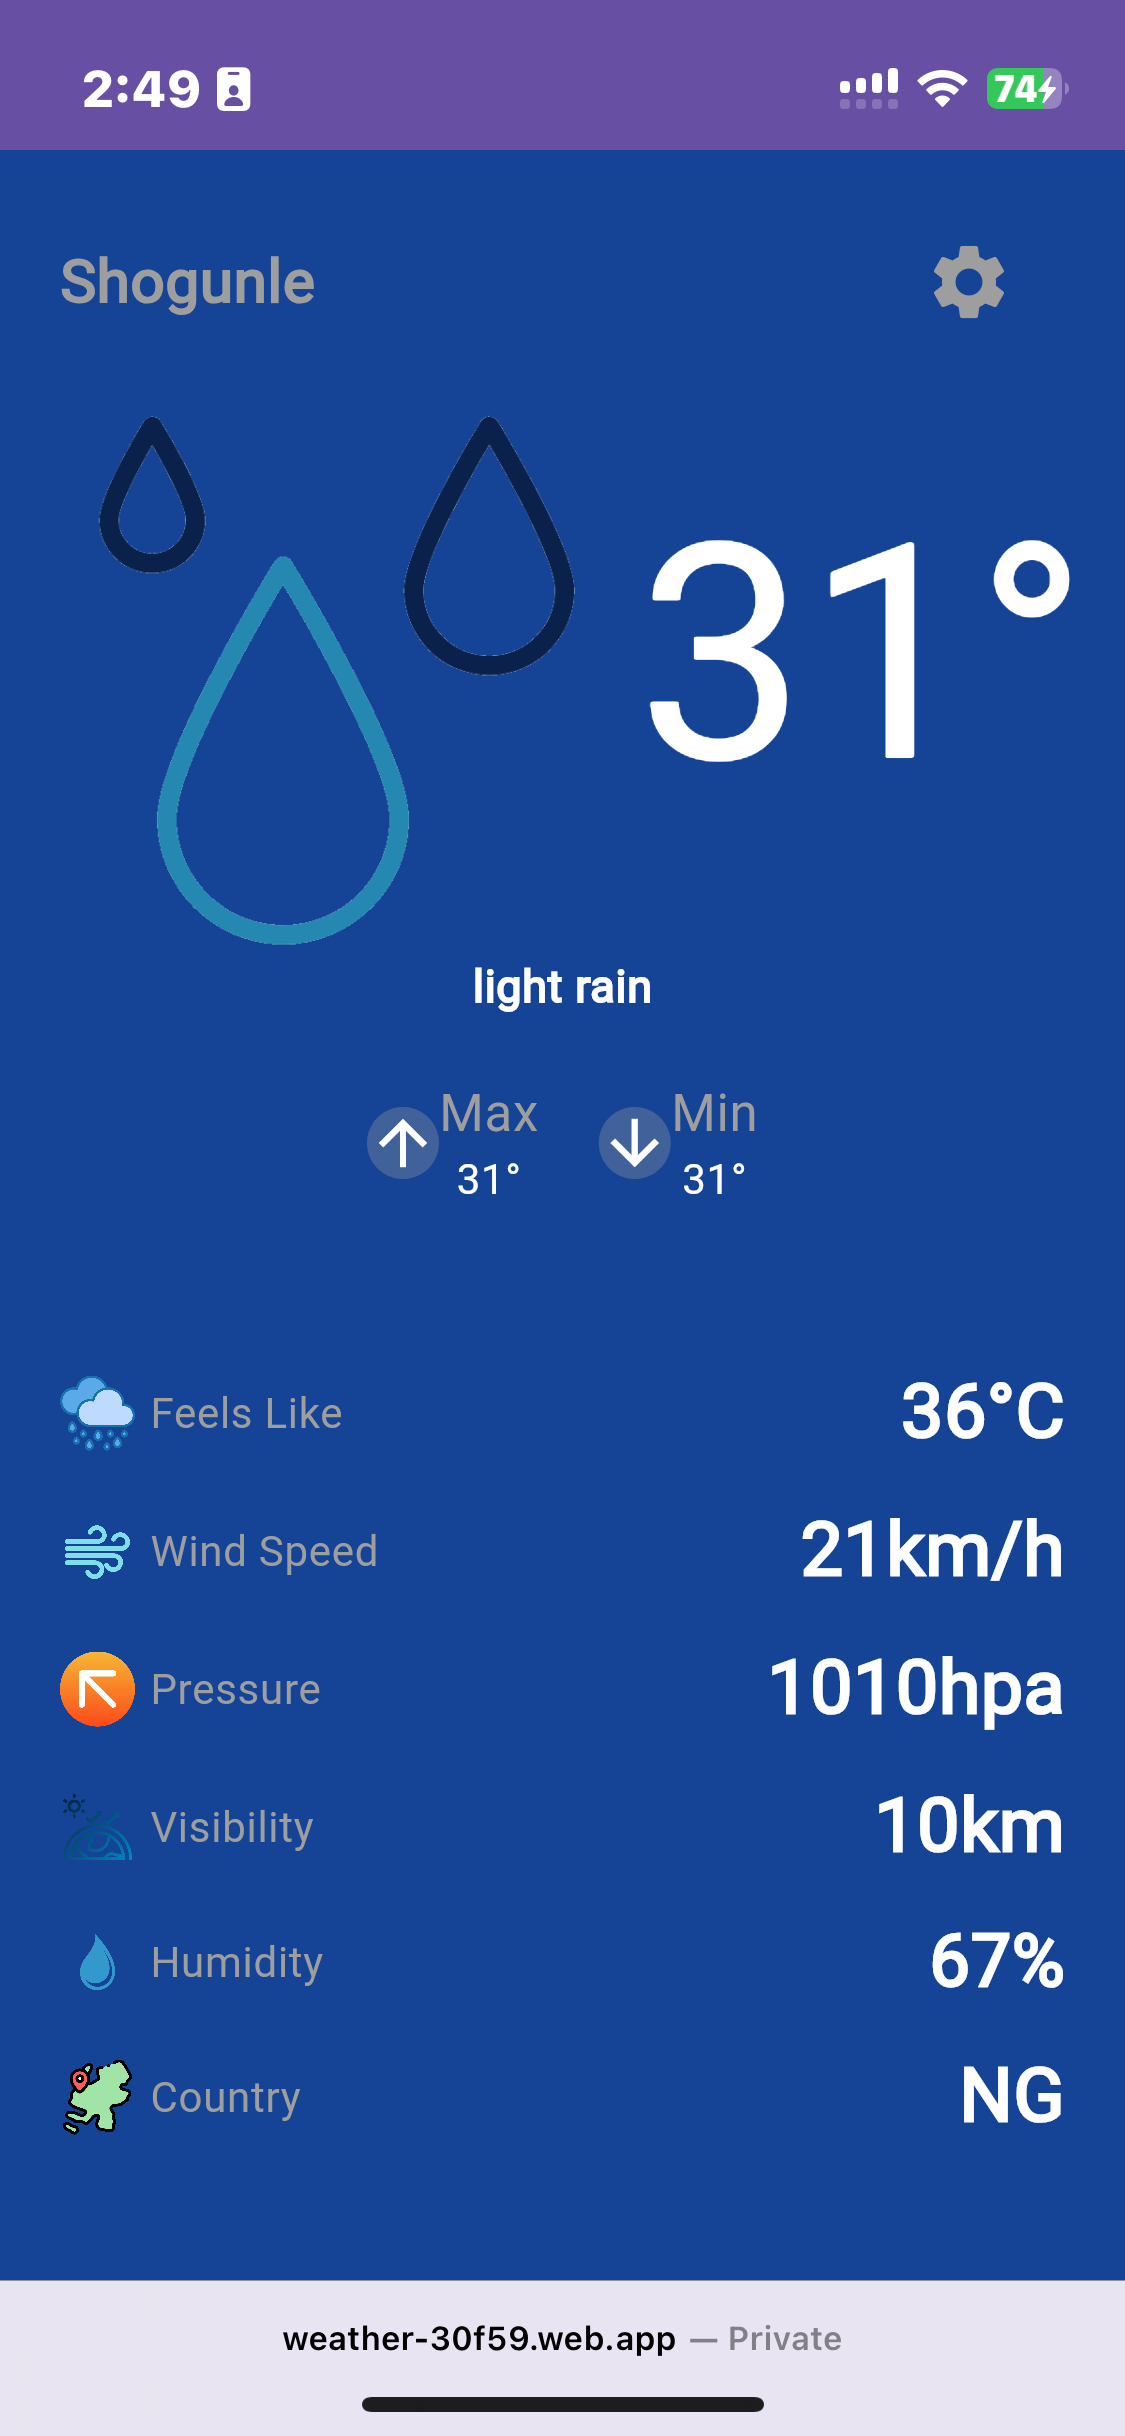 2:49
74
Shogunle
31°
light rain
Max
31°
Min
31°
Feels Like
36°C
Wind Speed
21km/h
Pressure
1010hpa
Visibility
10km
Humidity
67%
Country
NG
weather-30f59.web.app — Private